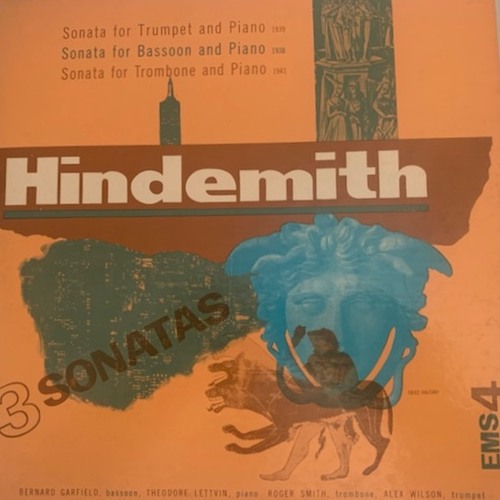 Sonata for Trumpet and Piano 1939
Sonata for Bassoon and Piano 1938
Sonata for Trombone and Piano 1941
Hindemith
3 SONATAS
EMS 4
BERNARD GARFIELD, bassoon, THEODORE LETTVIN, piano ROGER SMITH, trombone, ALEX WILSON, trumpet